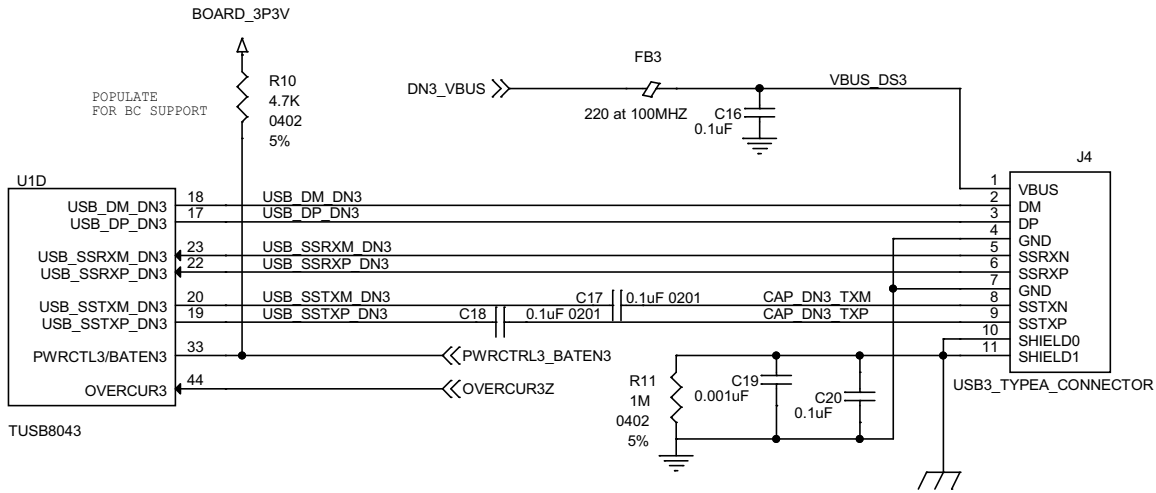 BOARD_3P3V
FB3
DN3_VBUS
VBUS_DS3
R10
4.7K
0402
5%
POPULATE
FOR BC SUPPORT
220 at 100MHZ
C16
0.1uF
J4
U1D
USB_DM_DN3 18 USB_DM_DN3
USB_DP_DN3 17 USB_DP_DN3
USB_SSRXM_DN3 23 USB_SSRXM_DN3
USB_SSRXP_DN3 22 USB_SSRXP_DN3
USB_SSTXM_DN3 20 USB_SSTXM_DN3 C17 0.1uF 0201 CAP_DN3_TXM
USB_SSTXP_DN3 19 USB_SSTXP_DN3 C18 0.1uF 0201 CAP_DN3_TXP
PWRCTL3/BATEN3 33 PWRCTRL3_BATEN3
OVERCUR3 44 OVERCUR3Z
TUSB8043
1 VBUS
2 DM
3 DP
4 GND
5 SSRXN
6 SSRXP
7 GND
8 SSTXN
9 SSTXP
10 SHIELD0
11 SHIELD1
USB3_TYPEA_CONNECTOR
R11
1M
0402
5%
C19
0.001uF
C20
0.1uF